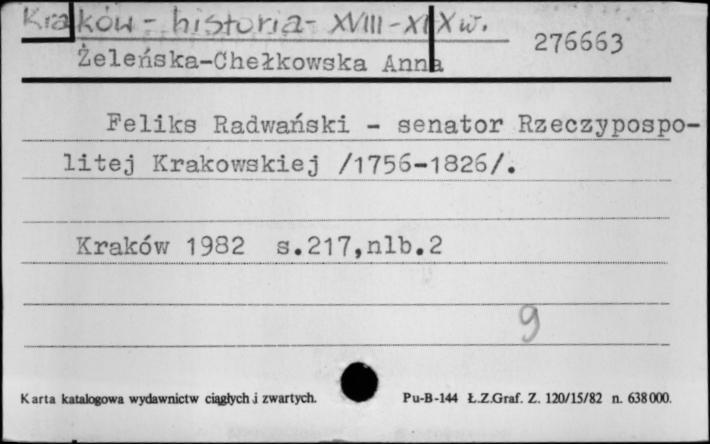 Kraków - historia - XVIII-XIX w.
276663
Żeleńska-Chełkowska Anna
Feliks Radwański - senator Rzeczypospo-
litej Krakowskiej /1756-1826/.
Kraków 1982 s.217,nlb.2
9
Karta katalogowa wydawnictw ciągłych i zwartych. Pu-B-144 Ł.Z.Graf. Z. 120/15/82 n. 638000.